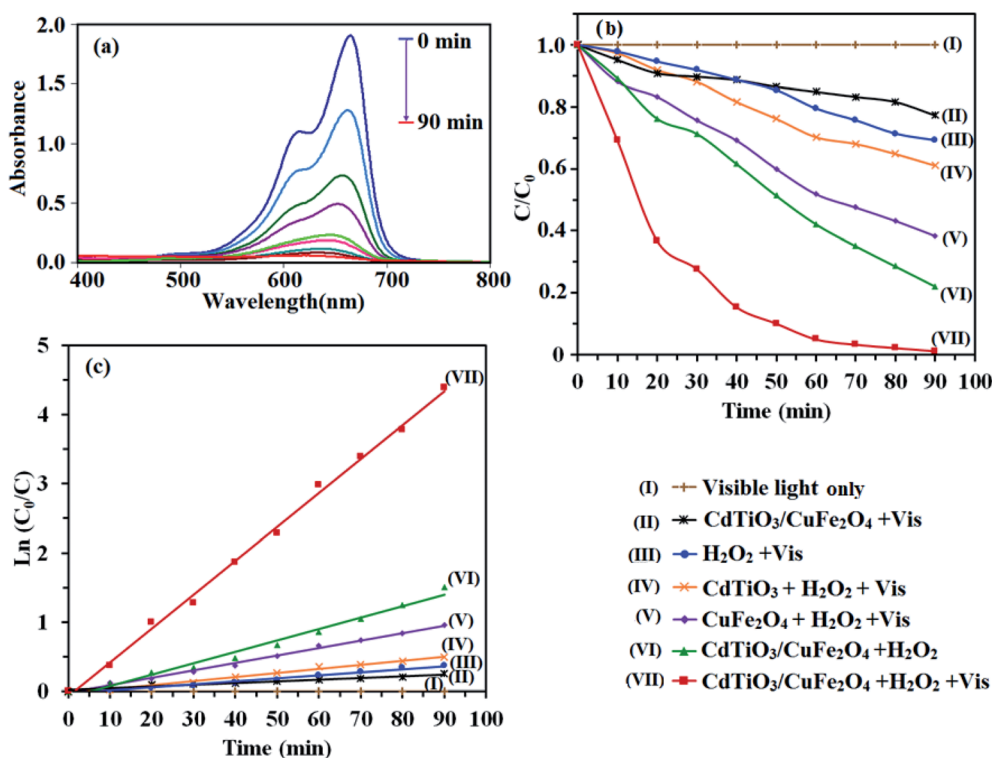 (a)
2.0
1.5
1.0
0.5
0.0
Absorbance
0 min
90 min
400 500 600 700 800
Wavelength(nm)
(b)
1.0
0.8
0.6
0.4
0.2
0
C/C₀
(I)
(II)
(III)
(IV)
(V)
(VI)
(VII)
0 10 20 30 40 50 60 70 80 90 100
Time (min)
(c)
5
4
3
2
1
0
Ln (C₀/C)
(VII)
(VI)
(V)
(IV)
(III)
(II)
(I)
0 10 20 30 40 50 60 70 80 90 100
Time (min)
(I) Visible light only
(II) CdTiO₃/CuFe₂O₄ +Vis
(III) H₂O₂ +Vis
(IV) CdTiO₃ + H₂O₂ + Vis
(V) CuFe₂O₄ + H₂O₂ +Vis
(VI) CdTiO₃/CuFe₂O₄ +H₂O₂
(VII) CdTiO₃/CuFe₂O₄ +H₂O₂ +Vis